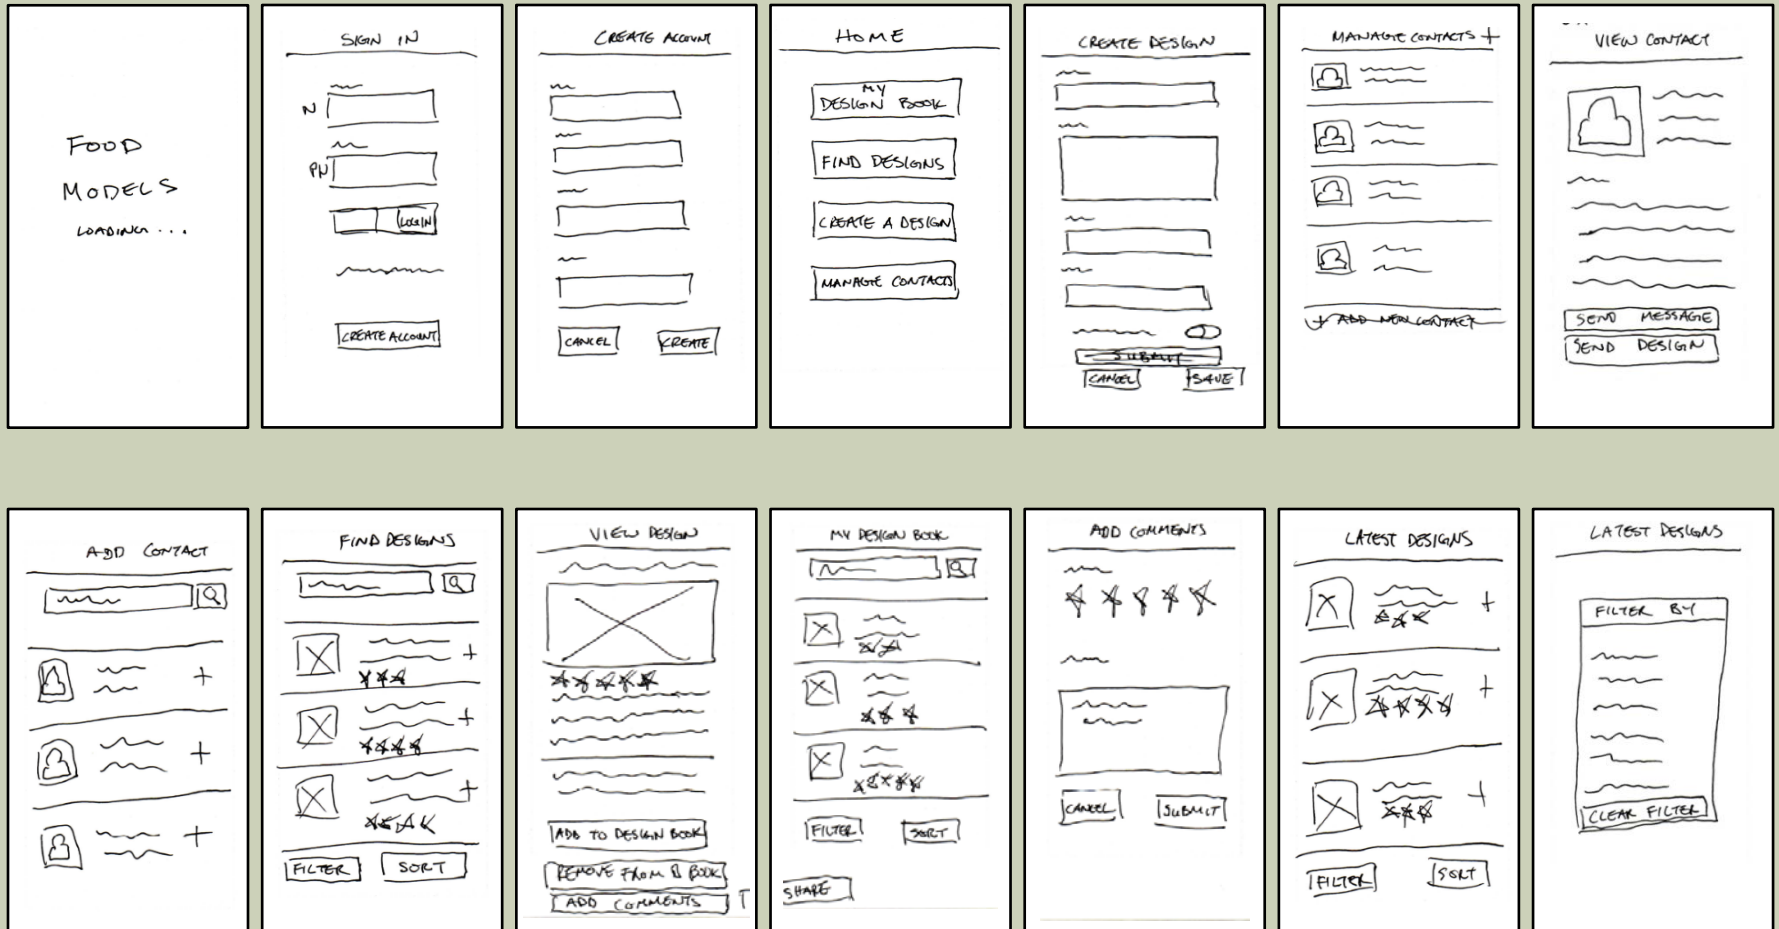 FOOD
MODELS
LOADING...
SIGN IN
N
PN
LOGIN
CREATE ACCOUNT
CREATE ACCOUNT
CANCEL
CREATE
HOME
MY
DESIGN BOOK
FIND DESIGNS
CREATE A DESIGN
MANAGE CONTACTS
CREATE DESIGN
SUBMIT
CANCEL
SAVE
MANAGE CONTACTS +
+ ADD NEW CONTACT
VIEW CONTACT
SEND MESSAGE
SEND DESIGN
ADD CONTACT
+
+
+
FIND DESIGNS
+
+
+
FILTER
SORT
VIEW DESIGN
ADD TO DESIGN BOOK
REMOVE FROM BOOK
ADD COMMENTS
MY DESIGN BOOK
FILTER
SORT
SHARE
ADD COMMENTS
CANCEL
SUBMIT
LATEST DESIGNS
+
+
+
FILTER
SORT
LATEST DESIGNS
FILTER BY
CLEAR FILTER